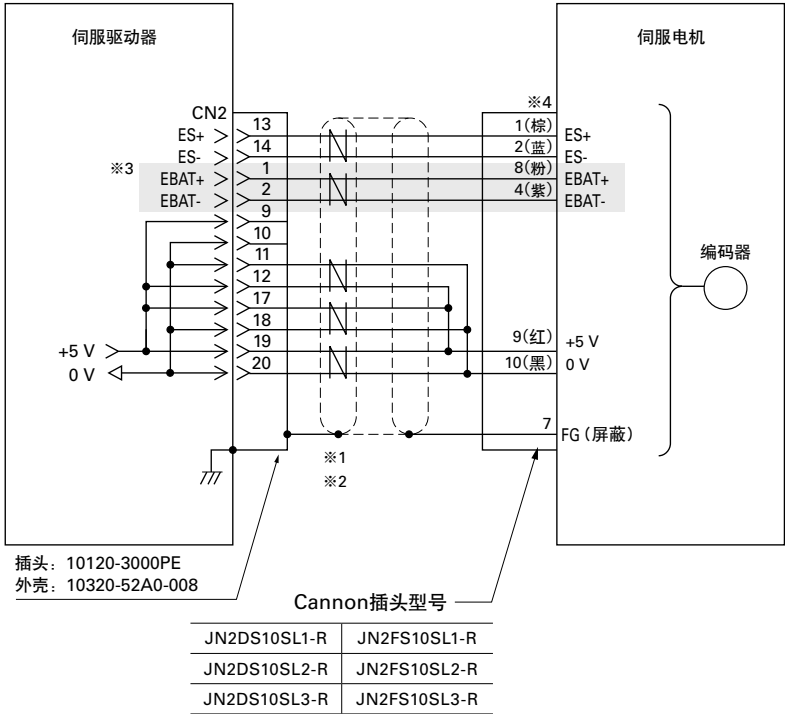 伺服驱动器
伺服电机
CN2
※4
ES+ 13 1(棕) ES+
ES- 14 2(蓝) ES-
※3
EBAT+ 1 8(粉) EBAT+
EBAT- 2 4(紫) EBAT-
9
10
11
12
17
18
+5 V 19 9(红) +5 V
0 V 20 10(黑) 0 V
编码器
7 FG (屏蔽)
※1
※2
插头：10120-3000PE
外壳：10320-52A0-008
Cannon插头型号
JN2DS10SL1-R JN2FS10SL1-R
JN2DS10SL2-R JN2FS10SL2-R
JN2DS10SL3-R JN2FS10SL3-R